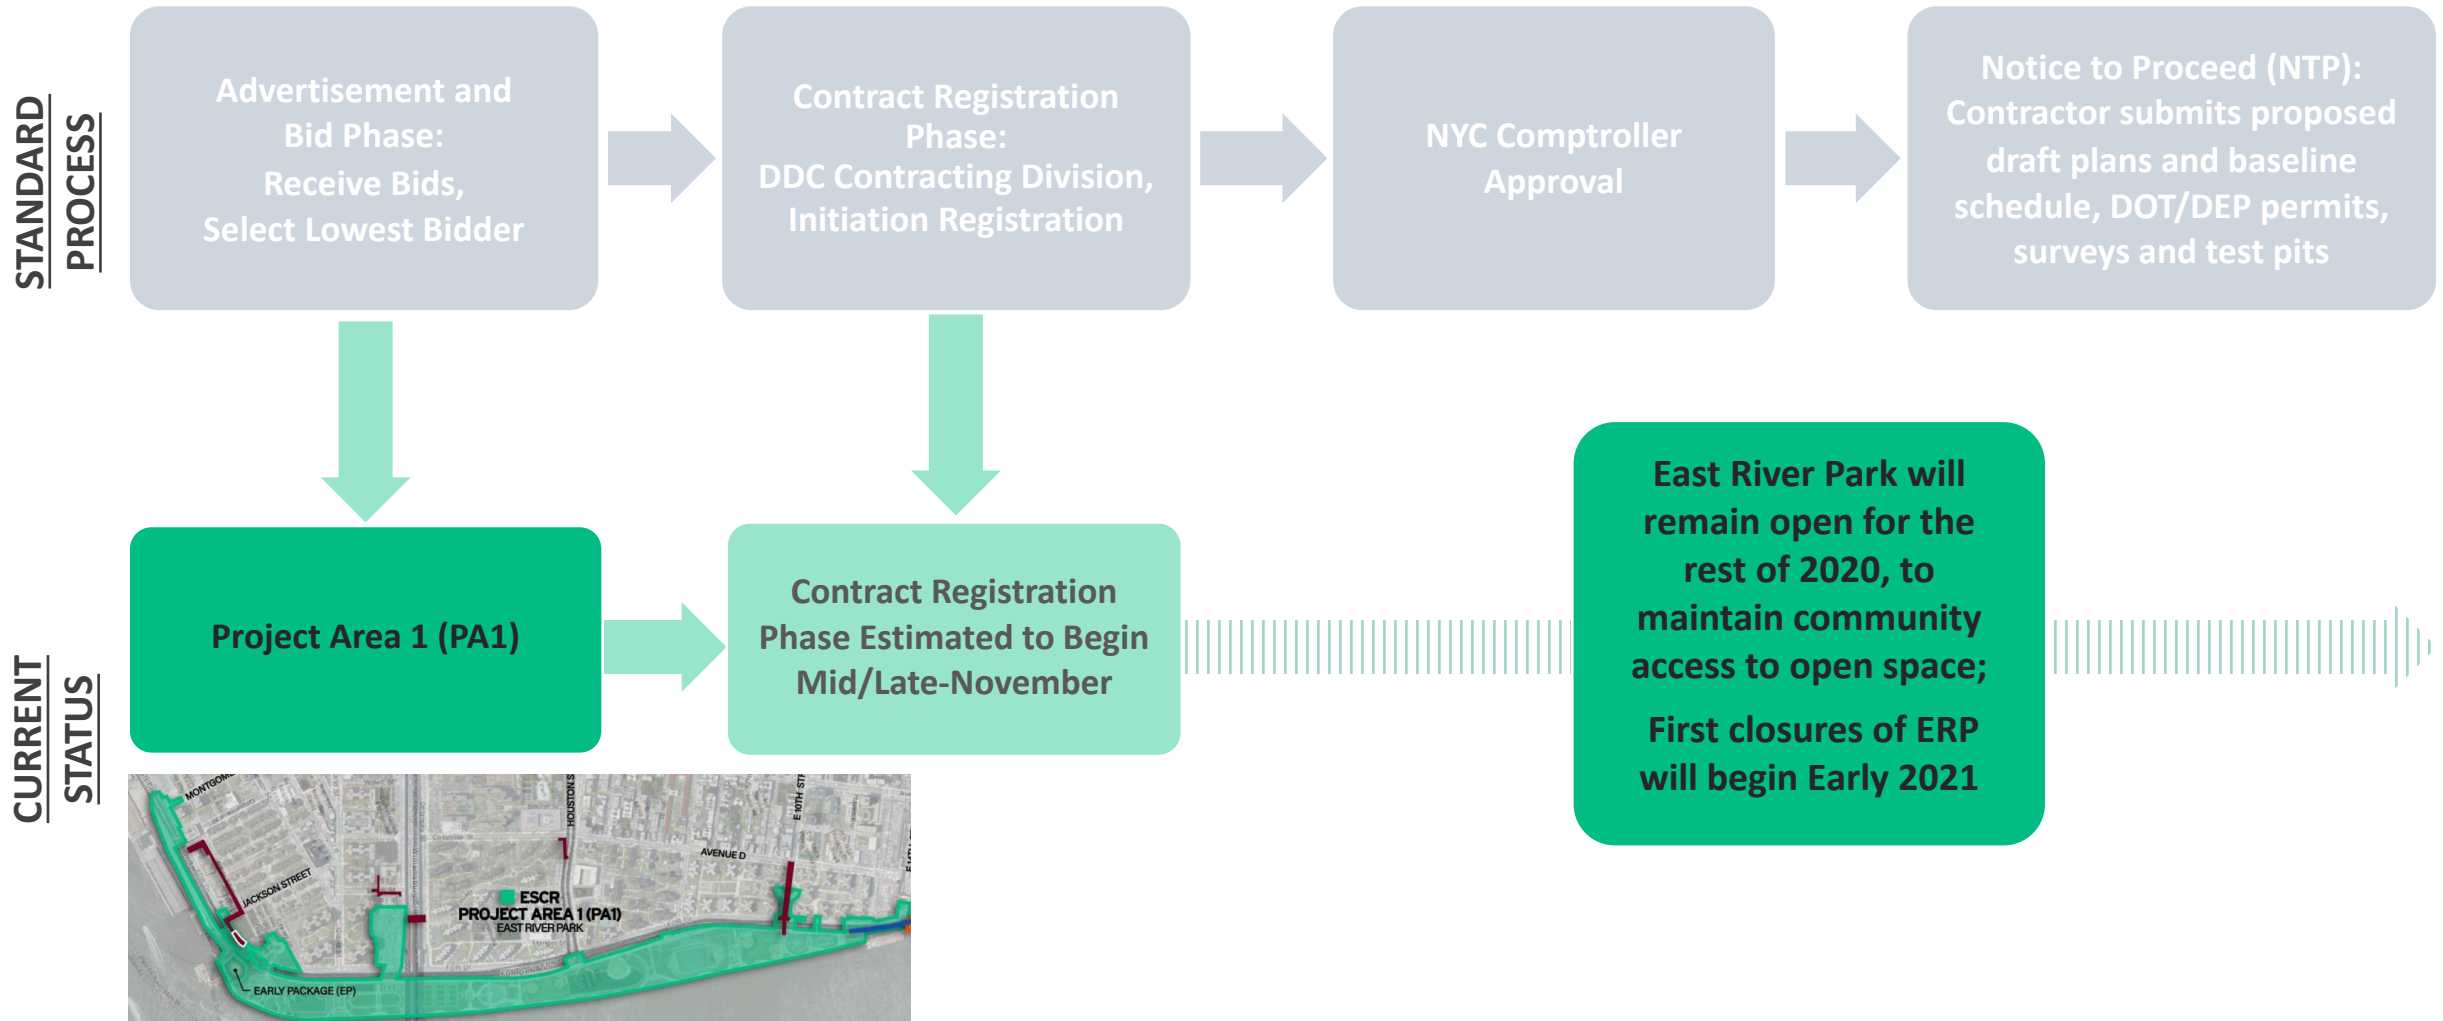 STANDARD
PROCESS
Advertisement and
Bid Phase:
Receive Bids,
Select Lowest Bidder
Contract Registration
Phase:
DDC Contracting Division,
Initiation Registration
NYC Comptroller
Approval
Notice to Proceed (NTP):
Contractor submits proposed
draft plans and baseline
schedule, DOT/DEP permits,
surveys and test pits
CURRENT
STATUS
Project Area 1 (PA1)
Contract Registration
Phase Estimated to Begin
Mid/Late-November
East River Park will
remain open for the
rest of 2020, to
maintain community
access to open space;
First closures of ERP
will begin Early 2021
MONTGOM
JACKSON STREET
HOUSTON S
E 10TH STR
AVENUE D
ESCR
PROJECT AREA 1 (PA1)
EAST RIVER PARK
EARLY PACKAGE (EP)